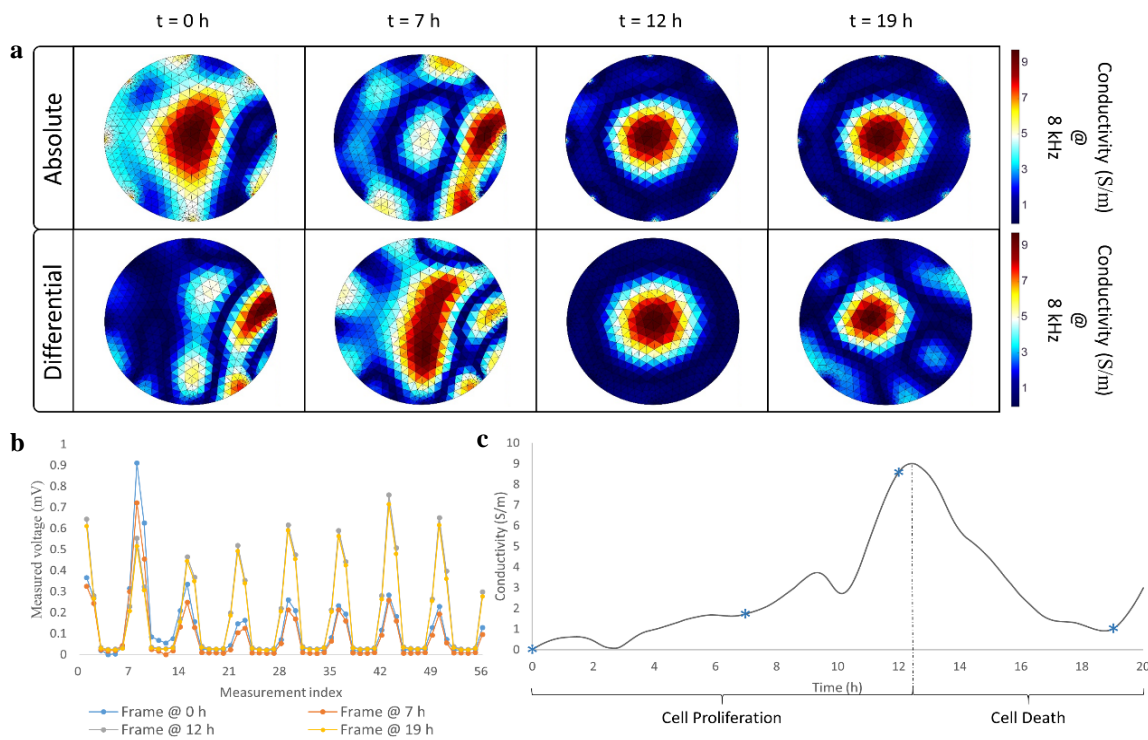 t = 0 h
t = 7 h
t = 12 h
t = 19 h
a
Absolute
9
7
5
3
1
Conductivity (S/m)
@
8 kHz
Differential
9
7
5
3
1
Conductivity (S/m)
@
8 kHz
b
1
0.9
0.8
0.7
0.6
0.5
0.4
0.3
0.2
0.1
0
Measured voltage (mV)
0
7
14
21
28
35
42
49
56
Measurement index
Frame @ 0 h
Frame @ 7 h
Frame @ 12 h
Frame @ 19 h
c
10
9
8
7
6
5
4
3
2
1
0
Conductivity (S/m)
0
2
4
6
8
10
12
14
16
18
20
Time (h)
Cell Proliferation
Cell Death